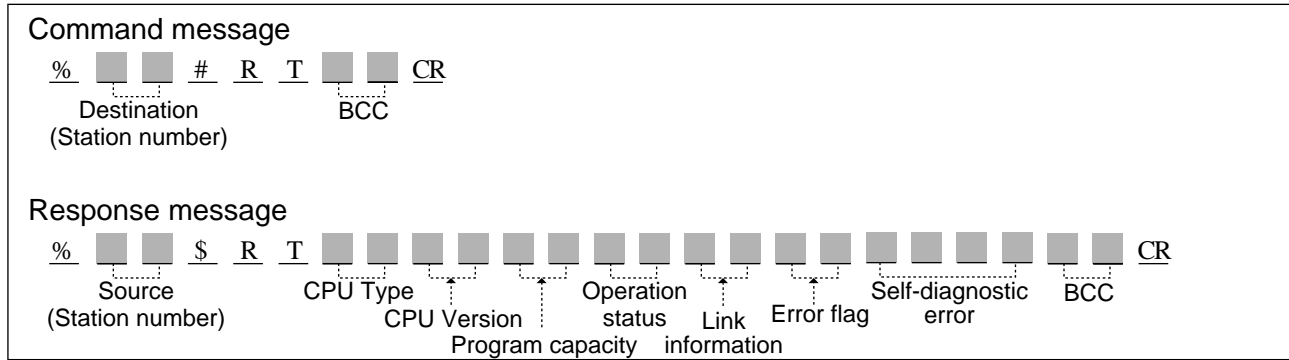 Command message
% # R T CR
Destination BCC
(Station number)
Response message
% $ R T CR
Source CPU Type Operation Self-diagnostic BCC
(Station number) CPU Version status Link Error flag error
Program capacity information